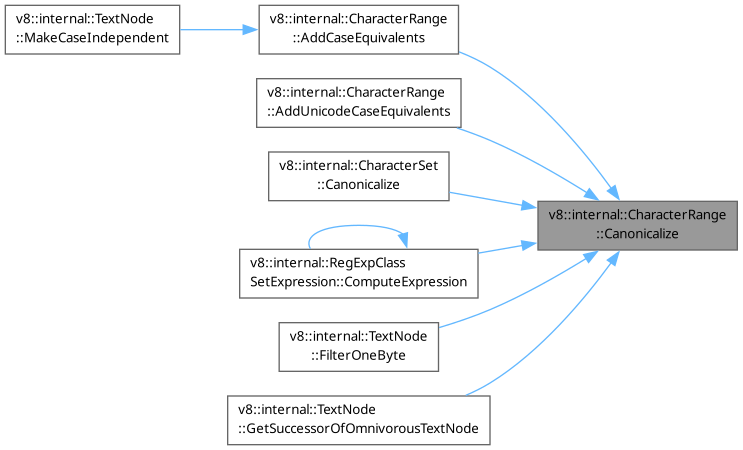 v8::internal::TextNode
::MakeCaseIndependent
v8::internal::CharacterRange
::AddCaseEquivalents
v8::internal::CharacterRange
::AddUnicodeCaseEquivalents
v8::internal::CharacterSet
::Canonicalize
v8::internal::CharacterRange
::Canonicalize
v8::internal::RegExpClass
SetExpression::ComputeExpression
v8::internal::TextNode
::FilterOneByte
v8::internal::TextNode
::GetSuccessorOfOmnivorousTextNode